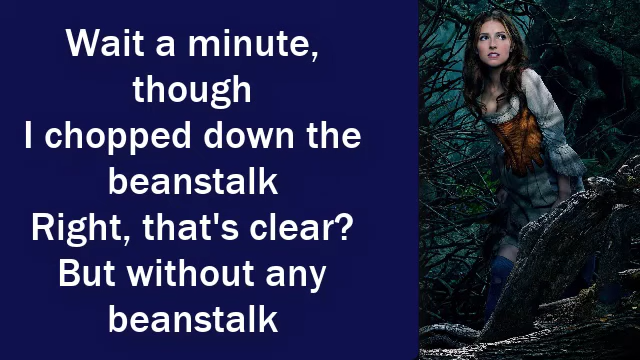 Wait a minute,
though
I chopped down the
beanstalk
Right, that's clear?
But without any
beanstalk